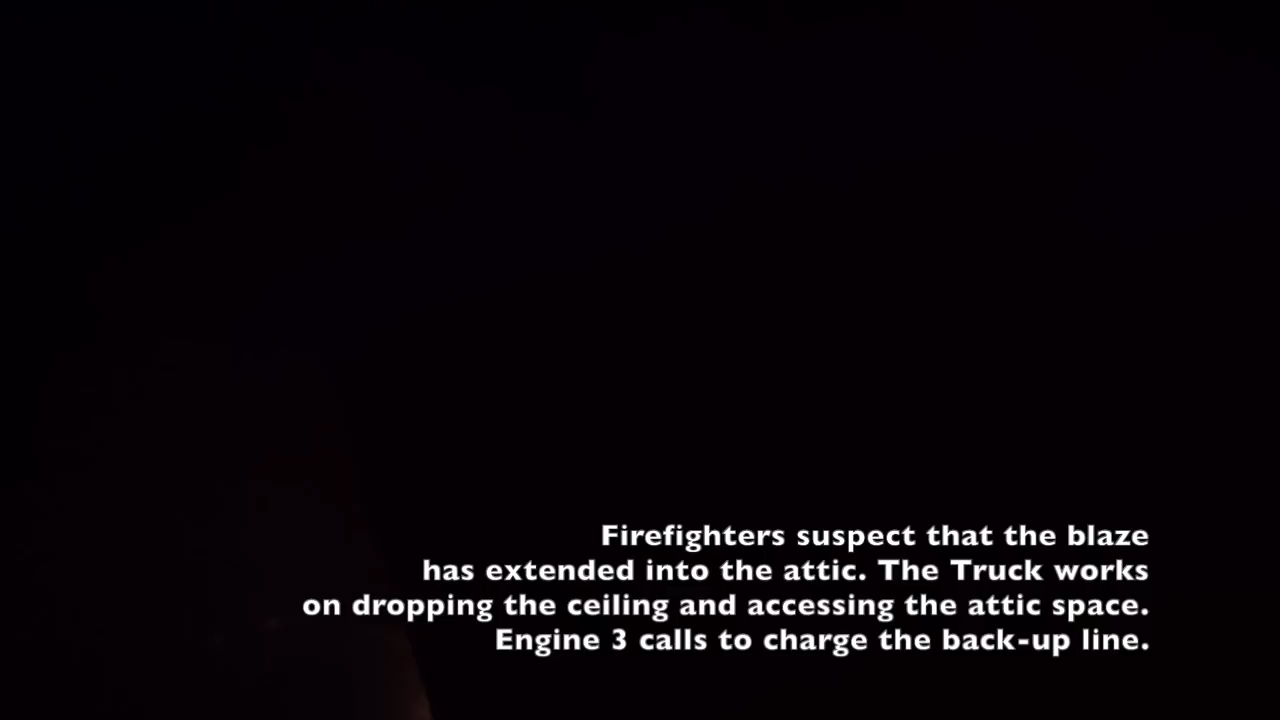 Firefighters suspect that the blaze
has extended into the attic. The Truck works
on dropping the ceiling and accessing the attic space.
Engine 3 calls to charge the back-up line.